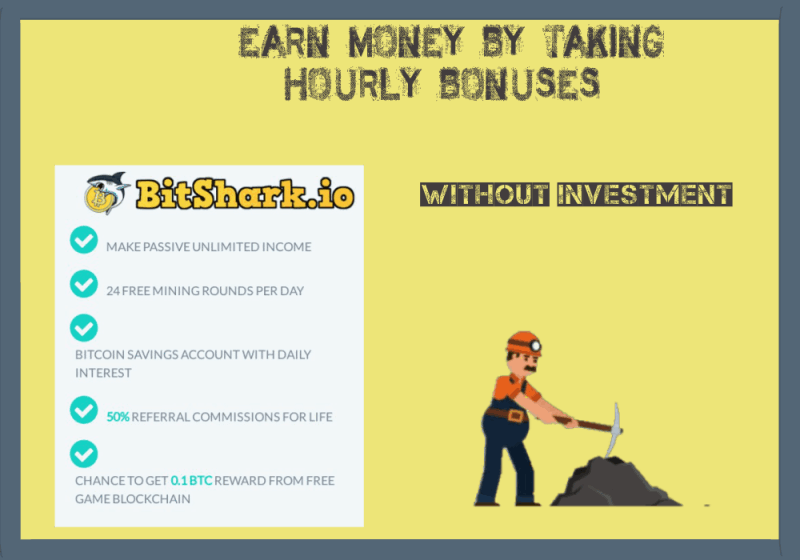 EARN MONEY BY TAKING
HOURLY BONUSES
BitShark.io
WITHOUT INVESTMENT
MAKE PASSIVE UNLIMITED INCOME
24 FREE MINING ROUNDS PER DAY
BITCOIN SAVINGS ACCOUNT WITH DAILY
INTEREST
50% REFERRAL COMMISSIONS FOR LIFE
CHANCE TO GET 0.1 BTC REWARD FROM FREE
GAME BLOCKCHAIN